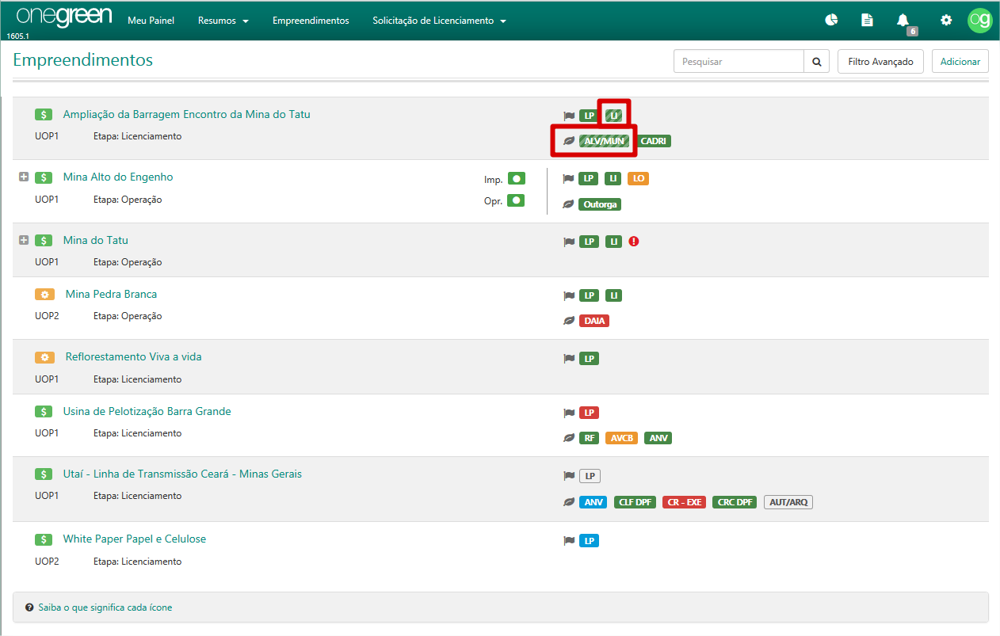 onegreen Meu Painel Resumos Empreendimentos Solicitação de Licenciamento 6 og
1605.1
Empreendimentos Pesquisar Filtro Avançado Adicionar
$ Ampliação da Barragem Encontro da Mina do Tatu LP LI
UOP1 Etapa: Licenciamento ALV/MUN CADRI
$ Mina Alto do Engenho Imp. LP LI LO
UOP1 Etapa: Operação Opr. Outorga
$ Mina do Tatu LP LI !
UOP1 Etapa: Operação
Mina Pedra Branca LP LI
UOP2 Etapa: Operação DAIA
Reflorestamento Viva a vida LP
UOP1 Etapa: Licenciamento
$ Usina de Pelotização Barra Grande LP
UOP1 Etapa: Licenciamento RF AVCB ANV
$ Utaí - Linha de Transmissão Ceará - Minas Gerais LP
UOP1 Etapa: Licenciamento ANV CLF DPF CR - EXE CRC DPF AUT/ARQ
$ White Paper Papel e Celulose LP
UOP2 Etapa: Licenciamento
? Saiba o que significa cada ícone